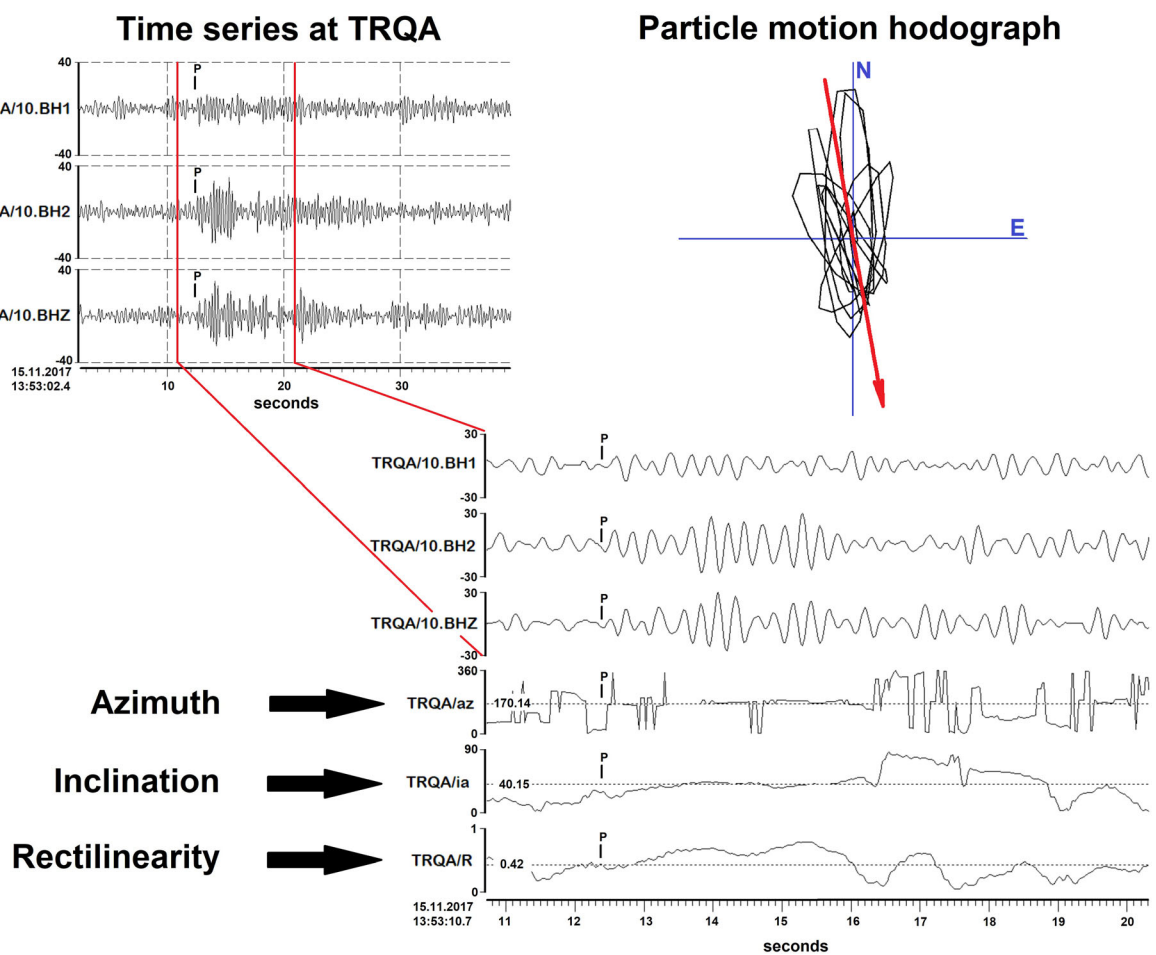 Time series at TRQA
Particle motion hodograph
40
P
A/10.BH1
-40
40
P
A/10.BH2
-40
40
P
A/10.BHZ
-40
15.11.2017
13:53:02.4
10
20
30
seconds
N
E
30
P
TRQA/10.BH1
-30
30
P
TRQA/10.BH2
-30
30
P
TRQA/10.BHZ
-30
Azimuth
TRQA/az
360
P
170.14
0
Inclination
TRQA/ia
90
P
40.15
0
Rectilinearity
TRQA/R
1
P
0.42
0
15.11.2017
13:53:10.7
11
12
13
14
15
16
17
18
19
20
seconds